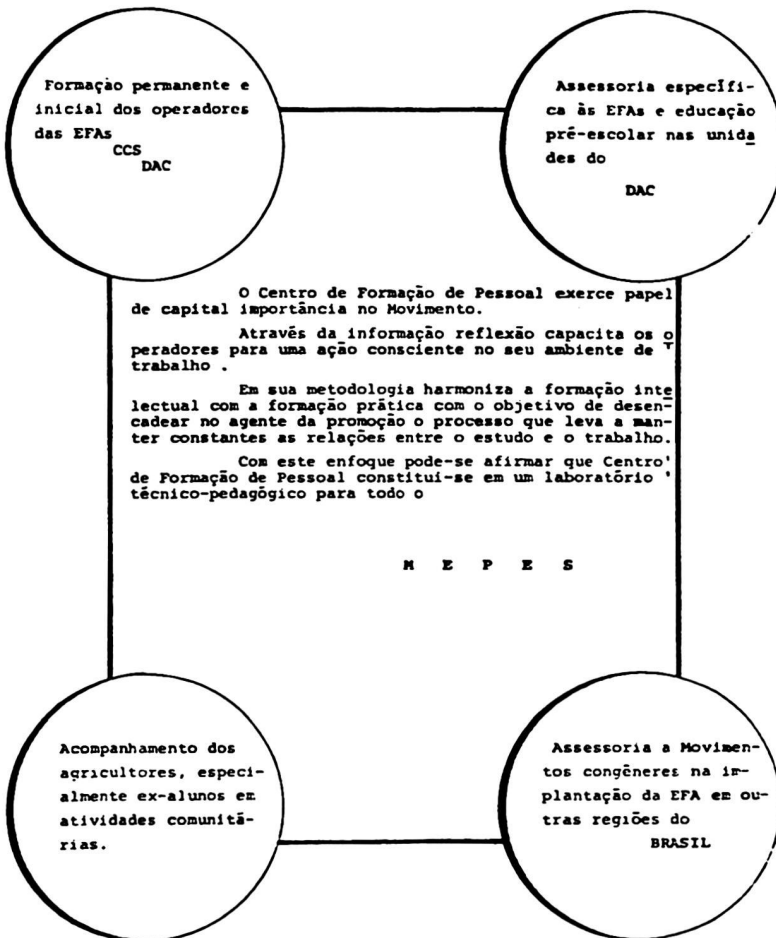 Formação permanente e
inicial dos operadores
das EFAs
CCS
DAC
Assessoria específi-
ca às EFAs e educação
pré-escolar nas unida
des do
DAC
O Centro de Formação de Pessoal exerce papel
de capital importância no Movimento.
Através da informação reflexão capacita os o
peradores para uma ação consciente no seu ambiente de '
trabalho .
Em sua metodologia harmoniza a formação inte
lectual com a formação prática com o objetivo de desen-
cadear no agente da promoção o processo que leva a man-
ter constantes as relações entre o estudo e o trabalho.
Com este enfoque pode-se afirmar que Centro'
de Formação de Pessoal constitui-se em um laboratório '
técnico-pedagógico para todo o
M E P E S
Acompanhamento dos
agricultores, especi-
almente ex-alunos em
atividades comunitá-
rias.
Assessoria a Movimen-
tos congêneres na im-
plantação da EFA em ou-
tras regiões do
BRASIL